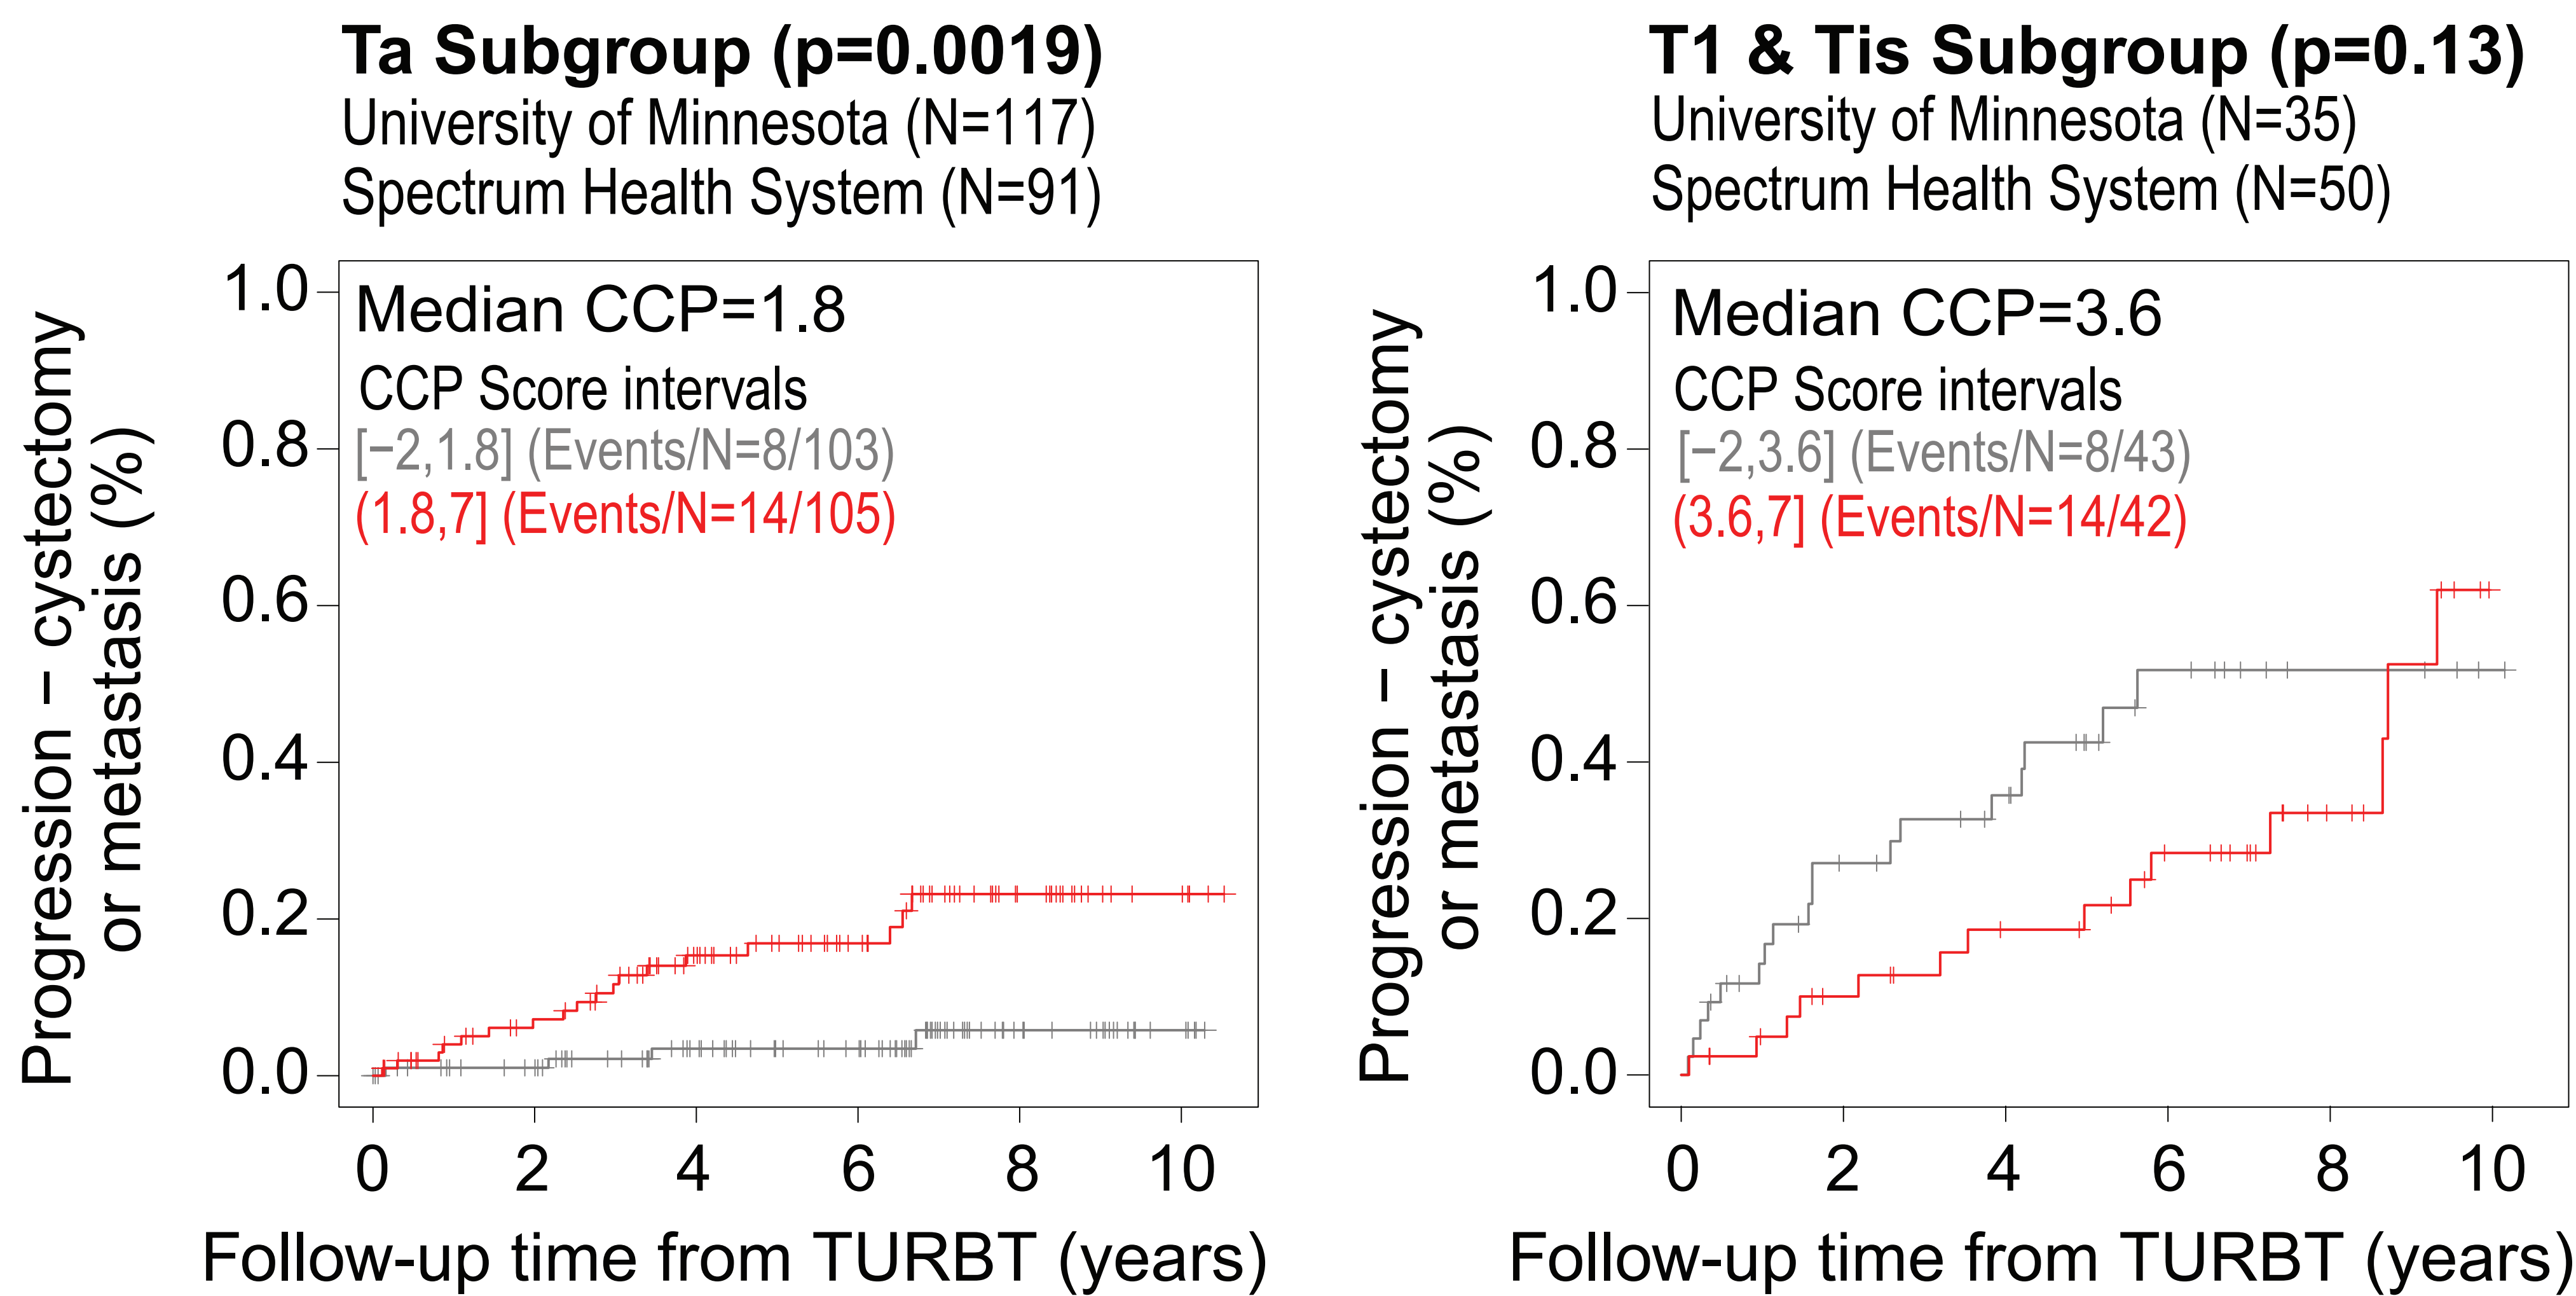 Ta Subgroup (p=0.0019)
University of Minnesota (N=117)
Spectrum Health System (N=91)
Progression − cystectomy
or metastasis (%)
1.0
0.8
0.6
0.4
0.2
0.0
Median CCP=1.8
CCP Score intervals
[−2,1.8] (Events/N=8/103)
(1.8,7] (Events/N=14/105)
0 2 4 6 8 10
Follow-up time from TURBT (years)
T1 & Tis Subgroup (p=0.13)
University of Minnesota (N=35)
Spectrum Health System (N=50)
Progression − cystectomy
or metastasis (%)
1.0
0.8
0.6
0.4
0.2
0.0
Median CCP=3.6
CCP Score intervals
[−2,3.6] (Events/N=8/43)
(3.6,7] (Events/N=14/42)
0 2 4 6 8 10
Follow-up time from TURBT (years)